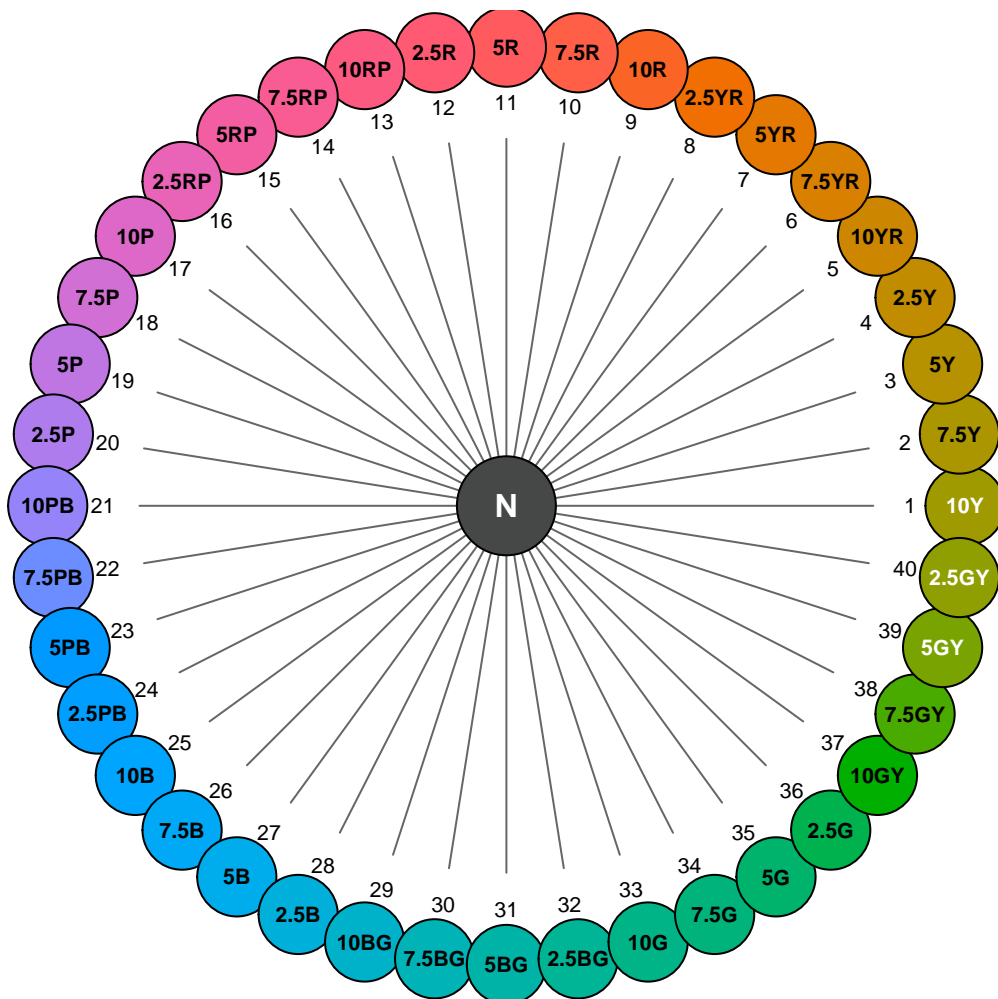 5R
11
7.5R
10
10R
9
2.5YR
8
5YR
7
7.5YR
6
10YR
5
2.5Y
4
5Y
3
7.5Y
2
10Y
1
2.5GY
40
5GY
39
7.5GY
38
10GY
37
2.5G
36
5G
35
7.5G
34
10G
33
2.5BG
32
5BG
31
7.5BG
30
10BG
29
2.5B
28
5B
27
7.5B
26
10B
25
2.5PB
24
5PB
23
7.5PB
22
10PB
21
2.5P
20
5P
19
7.5P
18
10P
17
2.5RP
16
5RP
15
7.5RP
14
10RP
13
2.5R
12
N